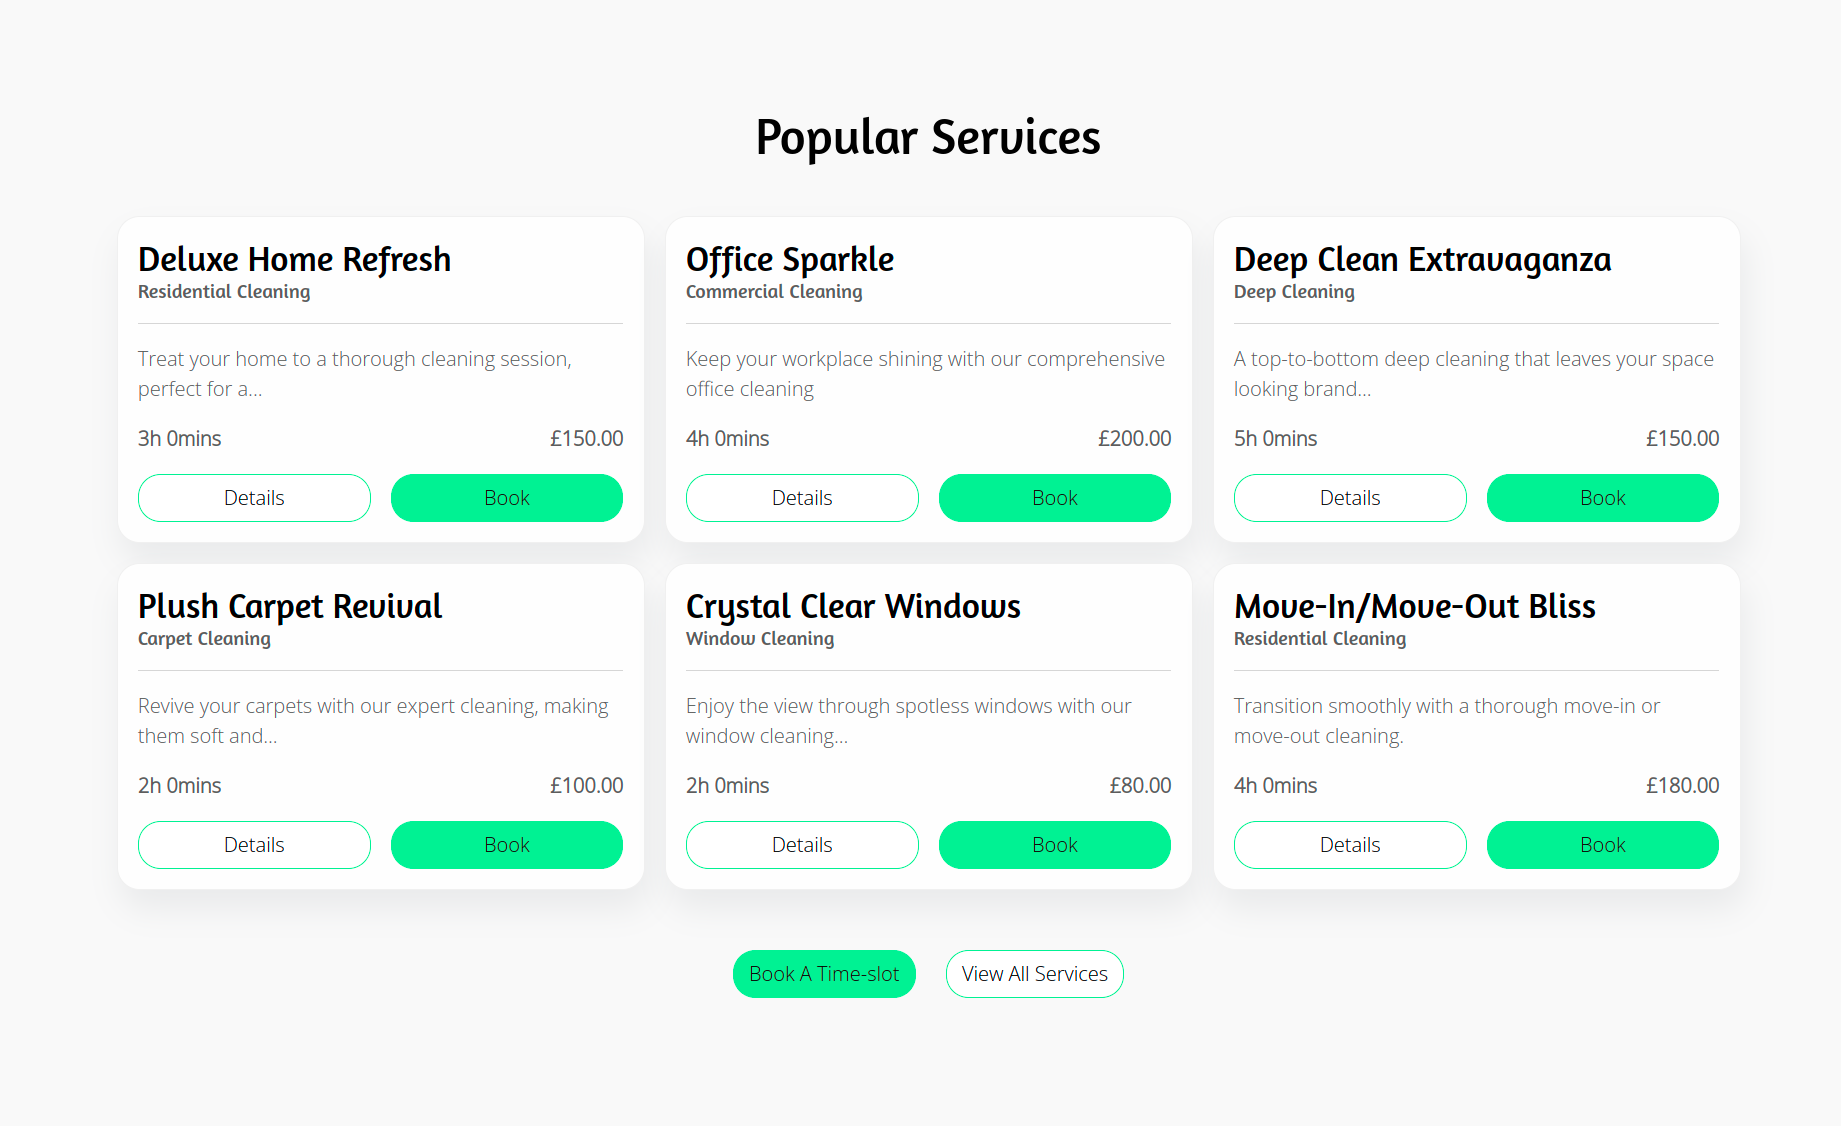 Popular Services
Deluxe Home Refresh
Residential Cleaning
Treat your home to a thorough cleaning session,
perfect for a...
3h 0mins
£150.00
Details
Book
Office Sparkle
Commercial Cleaning
Keep your workplace shining with our comprehensive
office cleaning
4h 0mins
£200.00
Details
Book
Deep Clean Extravaganza
Deep Cleaning
A top-to-bottom deep cleaning that leaves your space
looking brand...
5h 0mins
£150.00
Details
Book
Plush Carpet Revival
Carpet Cleaning
Revive your carpets with our expert cleaning, making
them soft and...
2h 0mins
£100.00
Details
Book
Crystal Clear Windows
Window Cleaning
Enjoy the view through spotless windows with our
window cleaning...
2h 0mins
£80.00
Details
Book
Move-In/Move-Out Bliss
Residential Cleaning
Transition smoothly with a thorough move-in or
move-out cleaning.
4h 0mins
£180.00
Details
Book
Book A Time-slot
View All Services